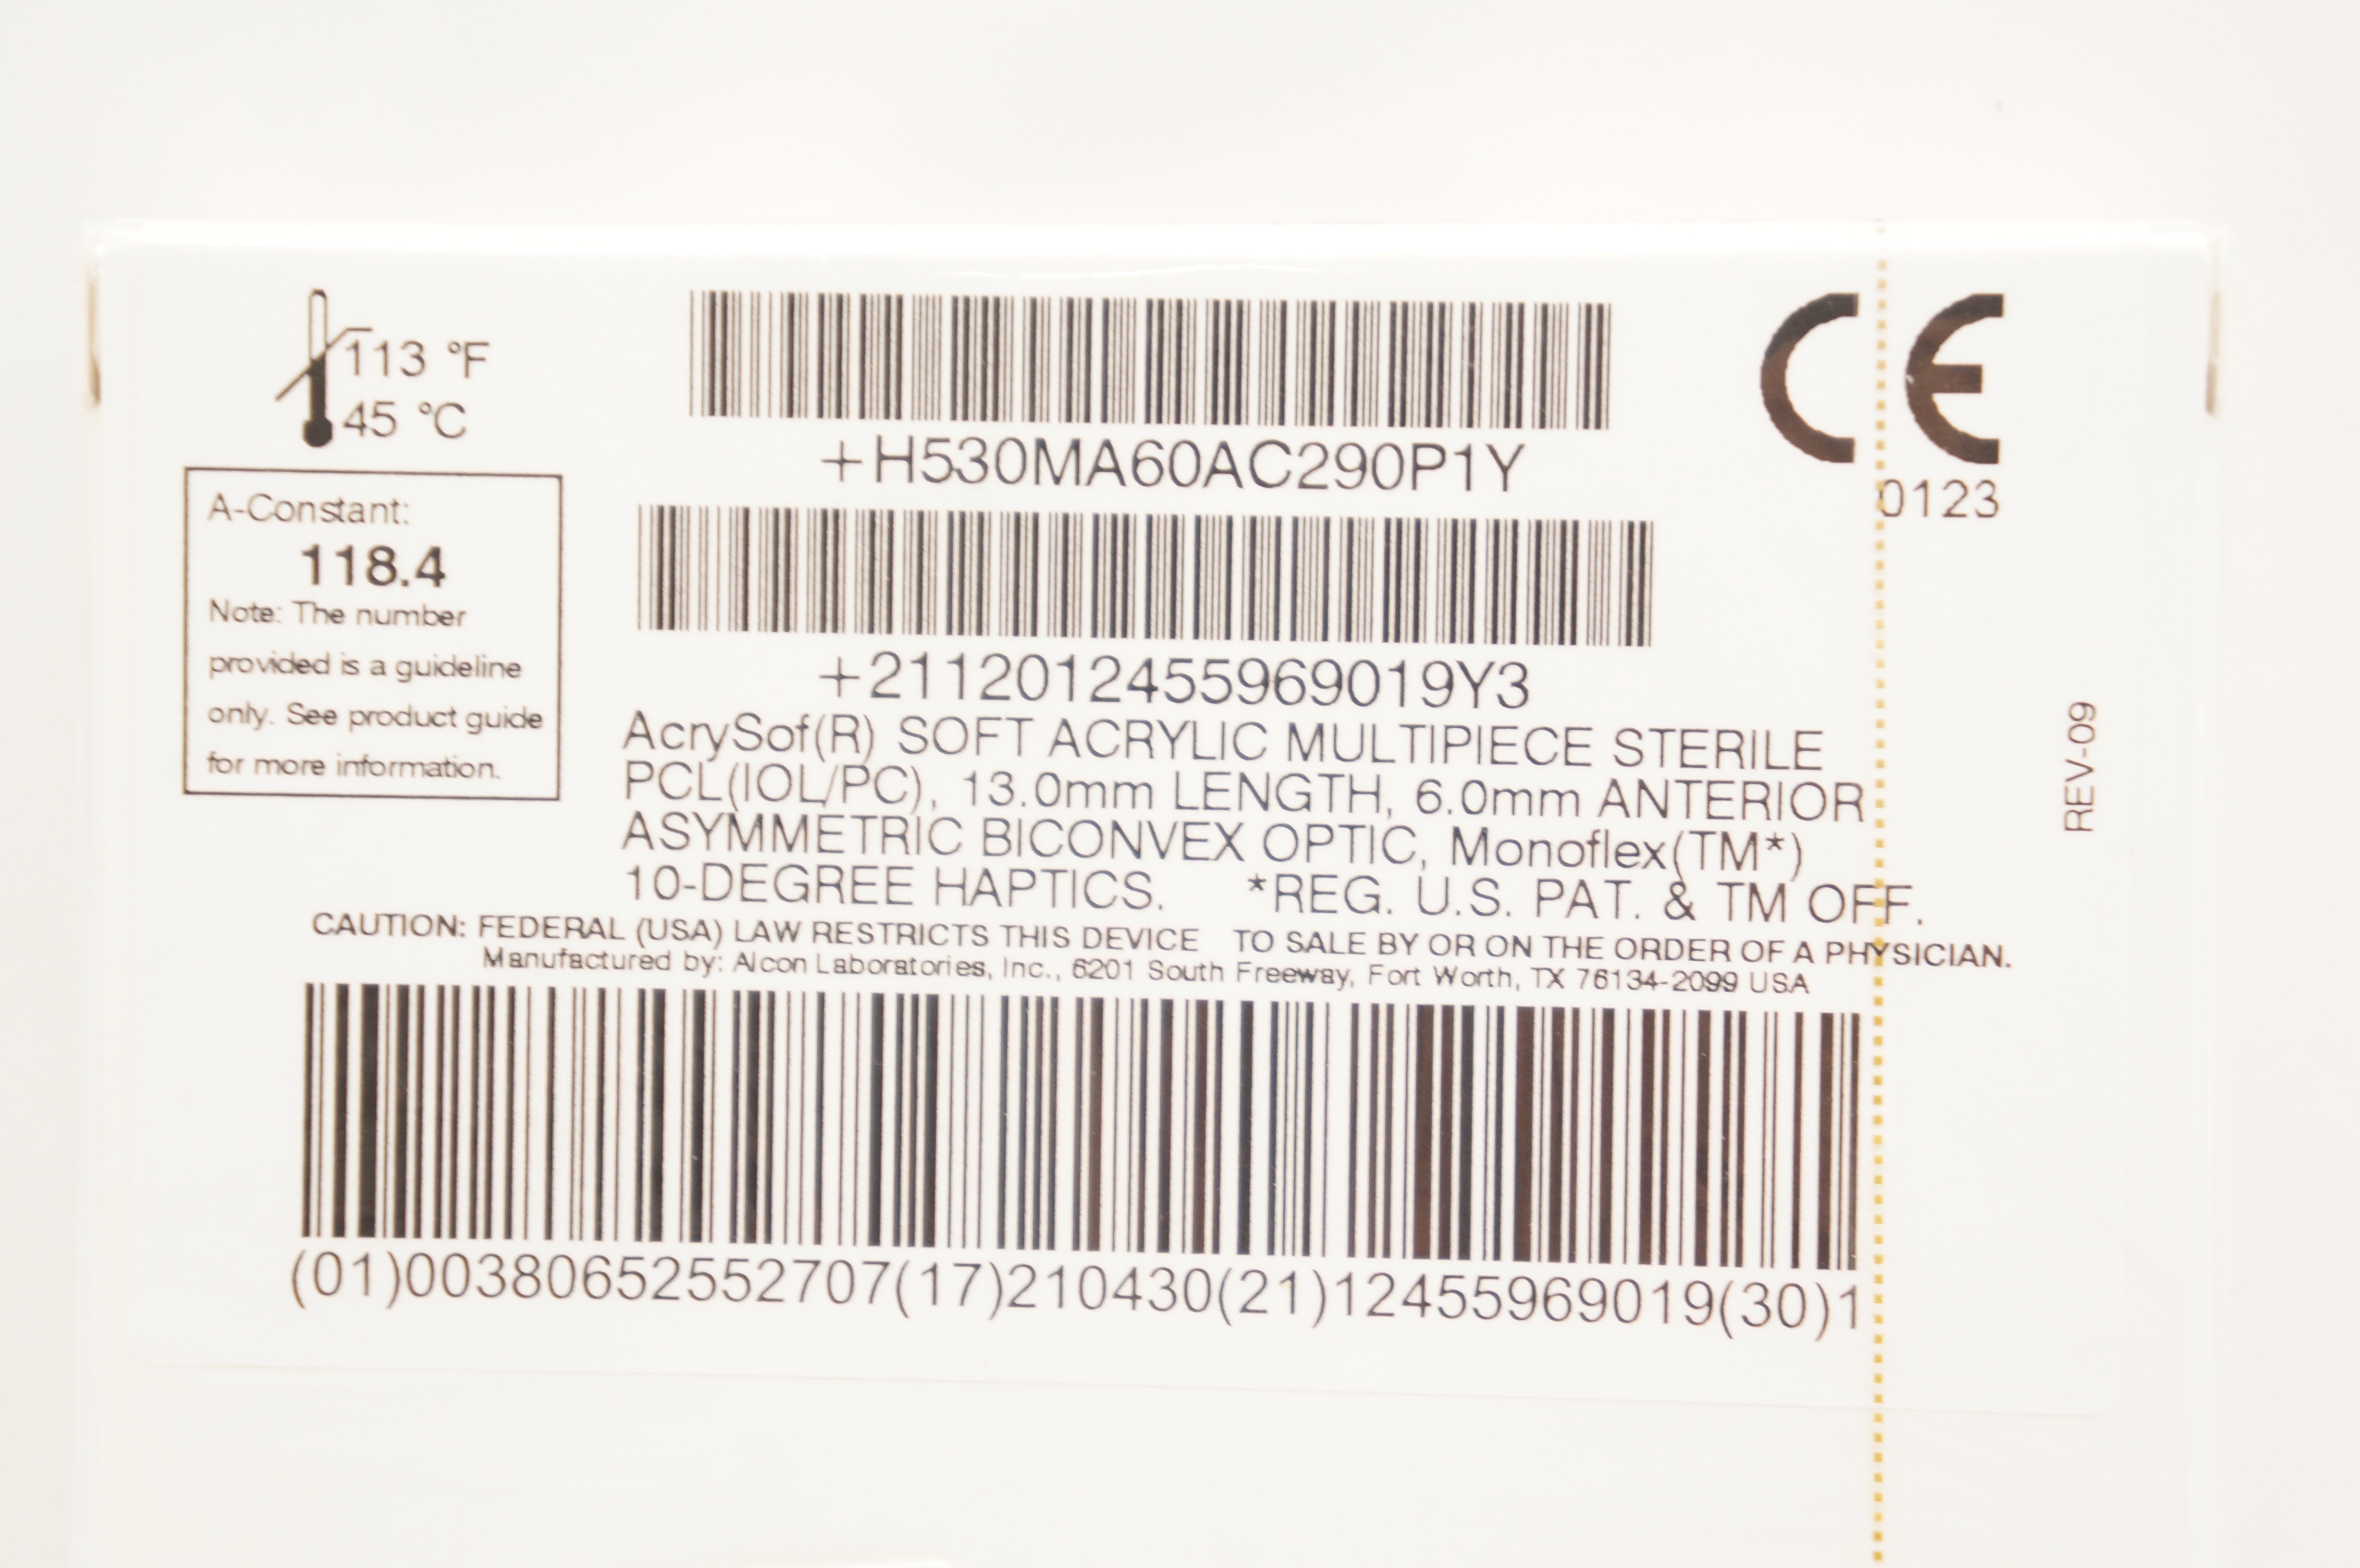 113 °F
45 °C
A-Constant:
118.4
Note: The number
provided is a guideline
only. See product guide
for more information.
+H530MA60AC290P1Y
+2112012455969019Y3
CE
0123
AcrySof(R) SOFT ACRYLIC MULTIPIECE STERILE
PCL(IOL/PC), 13.0mm LENGTH, 6.0mm ANTERIOR
ASYMMETRIC BICONVEX OPTIC, Monoflex(TM*)
10-DEGREE HAPTICS. *REG. U.S. PAT. & TM OFF.
REV-09
CAUTION: FEDERAL (USA) LAW RESTRICTS THIS DEVICE TO SALE BY OR ON THE ORDER OF A PHYSICIAN.
Manufactured by: Alcon Laboratories, Inc., 6201 South Freeway, Fort Worth, TX 76134-2099 USA
(01)00380652552707(17)210430(21)12455969019(30)1